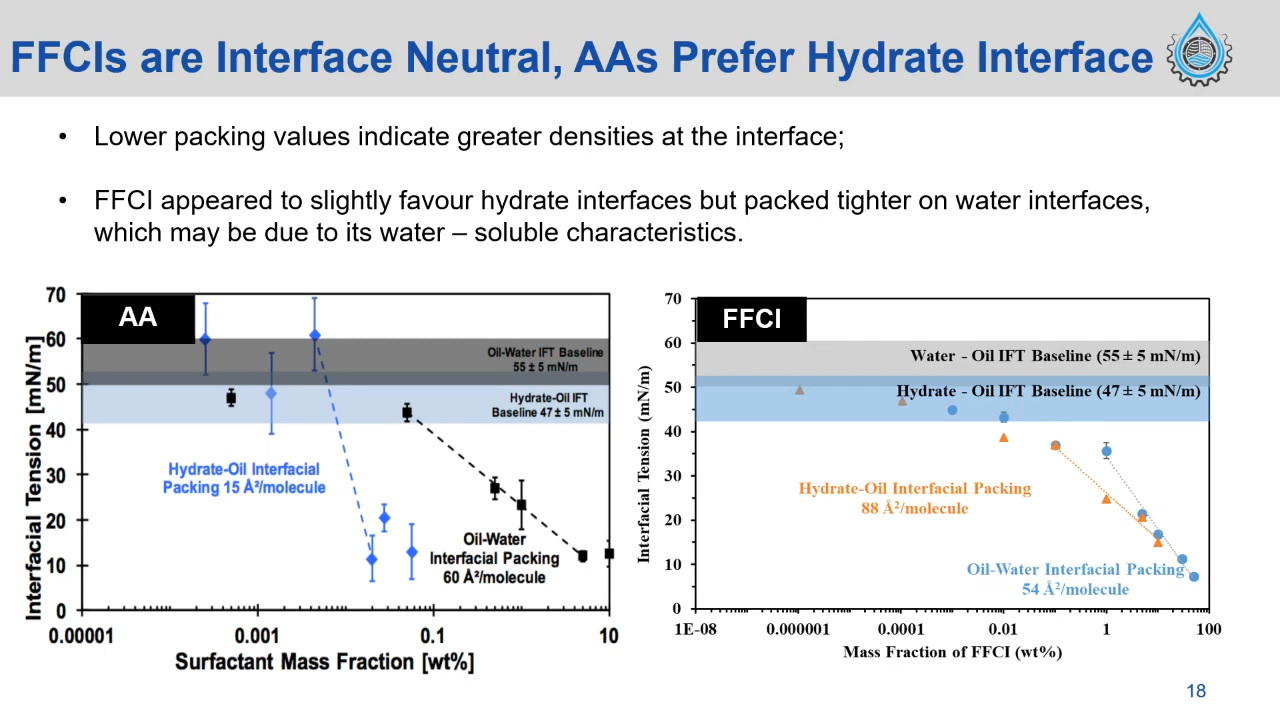 FFCIs are Interface Neutral, AAs Prefer Hydrate Interface
• Lower packing values indicate greater densities at the interface;
• FFCI appeared to slightly favour hydrate interfaces but packed tighter on water interfaces,
which may be due to its water – soluble characteristics.
AA
Interfacial Tension [mN/m]
70
60
50
40
30
20
10
0
Oil-Water IFT Baseline
55 ± 5 mN/m
Hydrate-Oil IFT
Baseline 47 ± 5 mN/m
Hydrate-Oil Interfacial
Packing 15 Å²/molecule
Oil-Water
Interfacial Packing
60 Å²/molecule
0.00001 0.001 0.1 10
Surfactant Mass Fraction [wt%]
FFCI
Interfacial Tension (mN/m)
70
60
50
40
30
20
10
0
Water - Oil IFT Baseline (55 ± 5 mN/m)
Hydrate - Oil IFT Baseline (47 ± 5 mN/m)
Hydrate-Oil Interfacial Packing
88 Å²/molecule
Oil-Water Interfacial Packing
54 Å²/molecule
1E-08 0.000001 0.0001 0.01 1 100
Mass Fraction of FFCI (wt%)
18